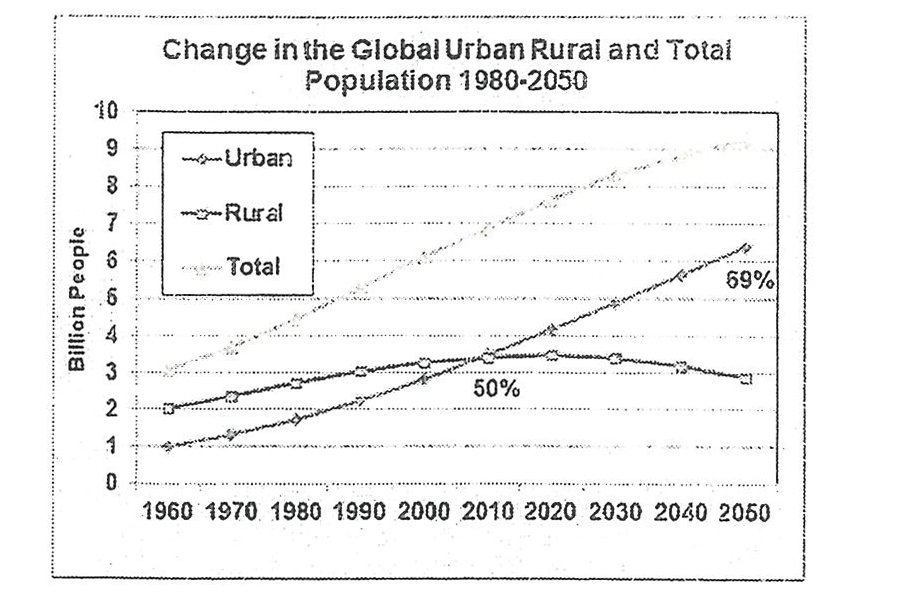 Change in the Global Urban Rural and Total
Population 1980-2050
Billion People
10
9
8
7
6
5
4
3
2
1
0
Urban
Rural
Total
69%
50%
1960 1970 1980 1990 2000 2010 2020 2030 2040 2050